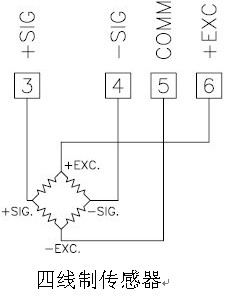 +SIG
-SIG
COMM
+EXC
3
4
5
6
+EXC.
+SIG.
-SIG.
-EXC.
四线制传感器